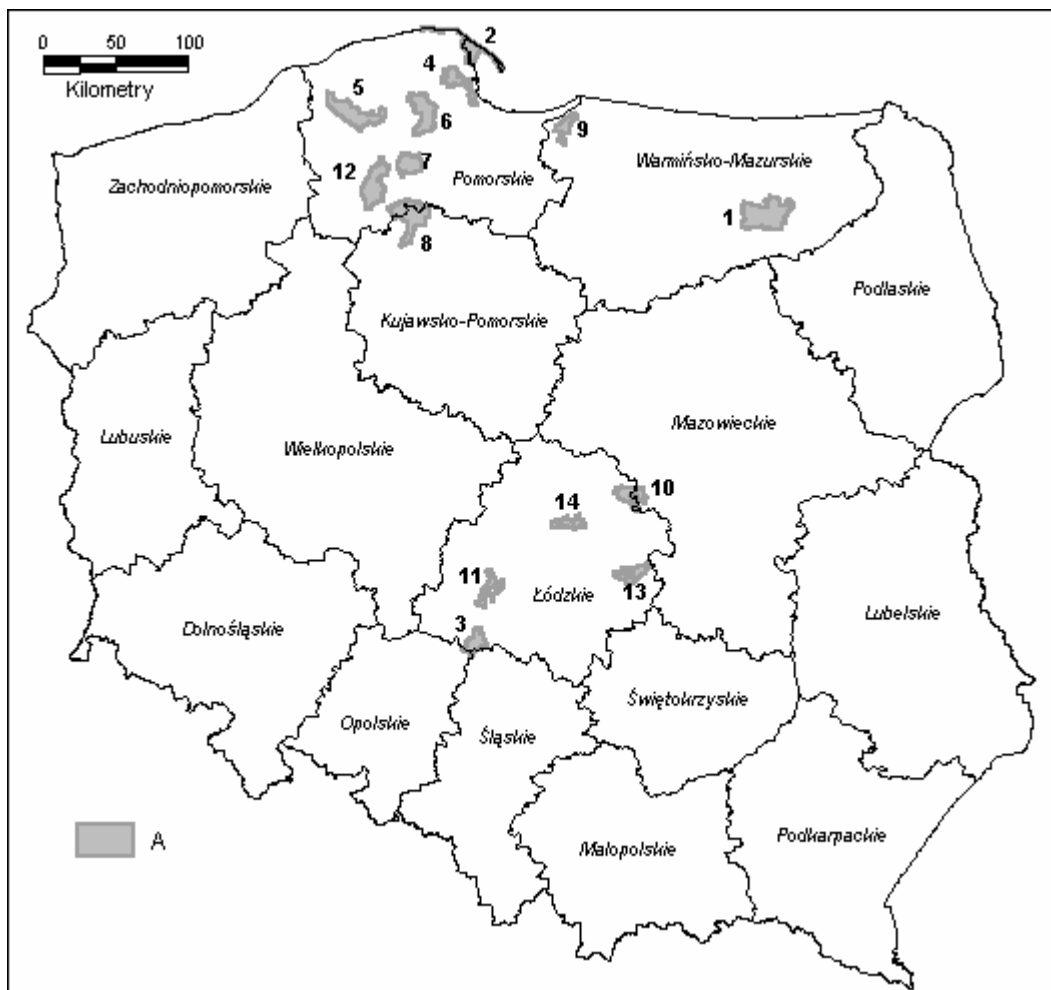 0 50 100
Kilometry
2
4
5
6
9
Warmińsko-Mazurskie
12
7
Zachodniopomorskie
Pomorskie
1
8
Podlaskie
Kujawsko-Pomorskie
Mazowieckie
Lubuskie
Wielkopolskie
10
14
11
Łódzkie
13
Lubelskie
Dolnośląskie
3
Świętokrzyskie
Opolskie
Śląskie
A
Małopolskie
Podkarpackie